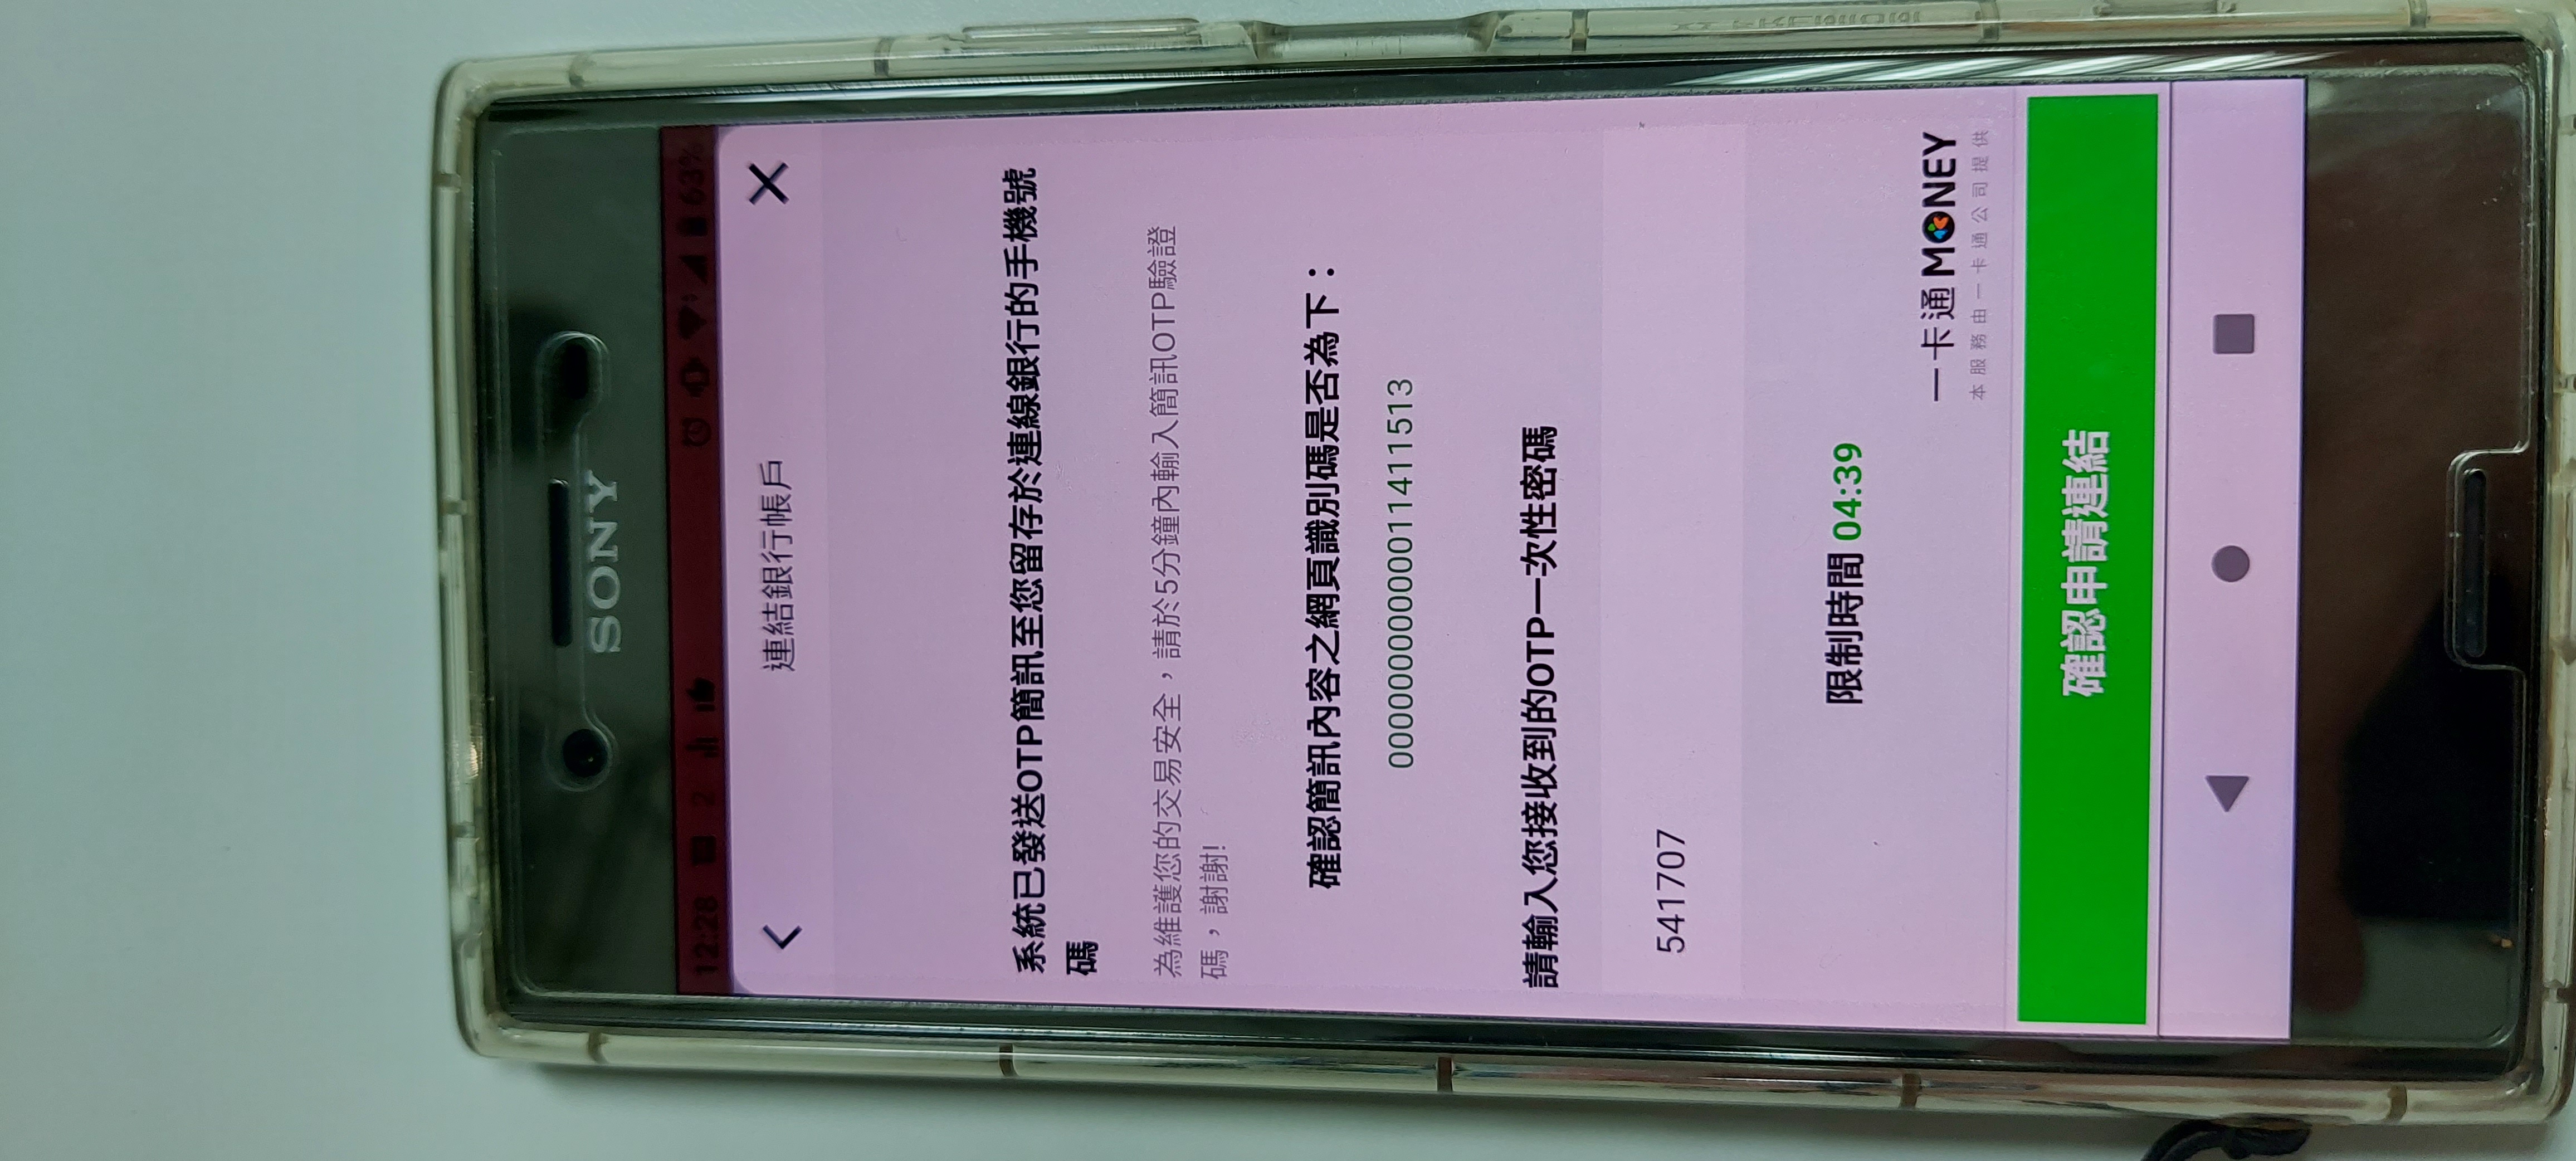 SONY
12:28 2 63%
連結銀行帳戶
系統已發送OTP簡訊至您留存於連線銀行的手機號
碼
為維護您的交易安全，請於5分鐘內輸入簡訊OTP驗證
碼，謝謝!
確認簡訊內容之網頁識別碼是否為下：
00000000000011411513
請輸入您接收到的OTP一次性密碼
541707
限制時間 04:39
一卡通MONEY
本服務由一卡通公司提供
確認申請連結